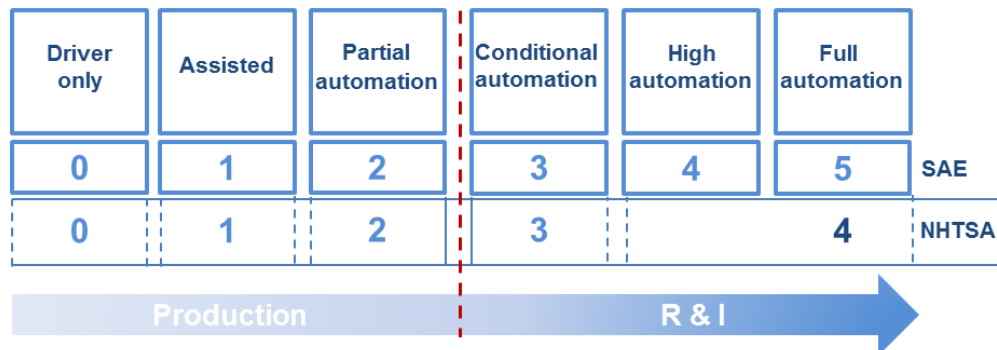 Driver only
Assisted
Partial automation
Conditional automation
High automation
Full automation
0 1 2 3 4 5 SAE
0 1 2 3 4 NHTSA
Production R & I